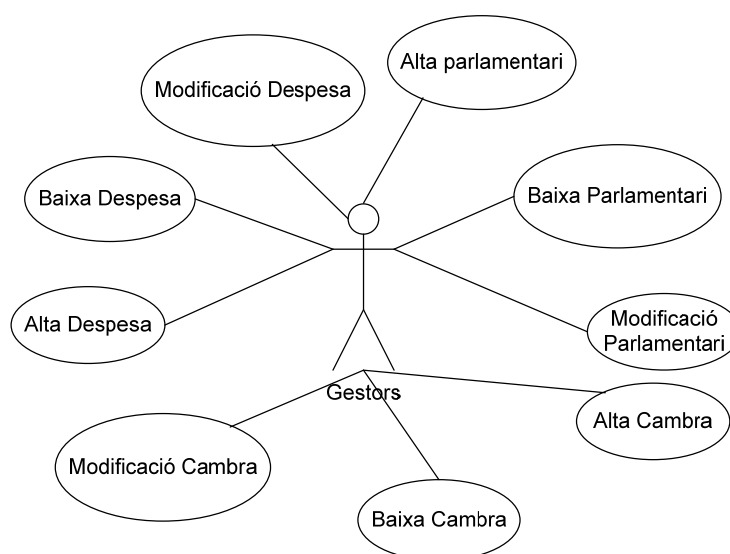 Alta parlamentari
Modificació Despesa
Baixa Despesa
Baixa Parlamentari
Alta Despesa
Modificació
Parlamentari
Gestors
Alta Cambra
Modificació Cambra
Baixa Cambra